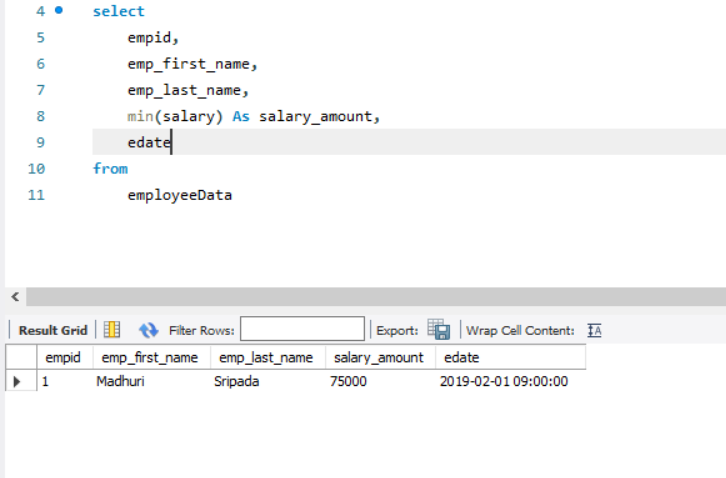 4 select
5 empid,
6 emp_first_name,
7 emp_last_name,
8 min(salary) As salary_amount,
9 edate
10 from
11 employeeData
Result Grid Filter Rows: Export: Wrap Cell Content: IA
empid emp_first_name emp_last_name salary_amount edate
1 Madhuri Sripada 75000 2019-02-01 09:00:00